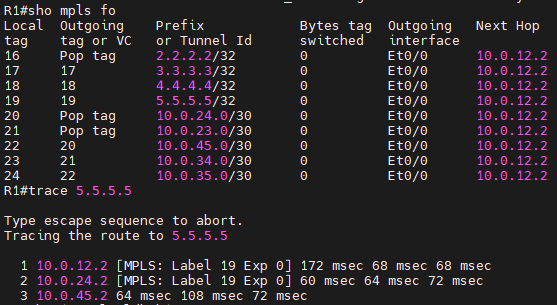 R1#sho mpls fo
Local Outgoing Prefix Bytes tag Outgoing Next Hop
tag tag or VC or Tunnel Id switched interface
16 Pop tag 2.2.2.2/32 0 Et0/0 10.0.12.2
17 17 3.3.3.3/32 0 Et0/0 10.0.12.2
18 18 4.4.4.4/32 0 Et0/0 10.0.12.2
19 19 5.5.5.5/32 0 Et0/0 10.0.12.2
20 Pop tag 10.0.24.0/30 0 Et0/0 10.0.12.2
21 Pop tag 10.0.23.0/30 0 Et0/0 10.0.12.2
22 20 10.0.45.0/30 0 Et0/0 10.0.12.2
23 21 10.0.34.0/30 0 Et0/0 10.0.12.2
24 22 10.0.35.0/30 0 Et0/0 10.0.12.2
R1#trace 5.5.5.5
Type escape sequence to abort.
Tracing the route to 5.5.5.5
1 10.0.12.2 [MPLS: Label 19 Exp 0] 172 msec 68 msec 68 msec
2 10.0.24.2 [MPLS: Label 19 Exp 0] 60 msec 64 msec 72 msec
3 10.0.45.2 64 msec 108 msec 72 msec